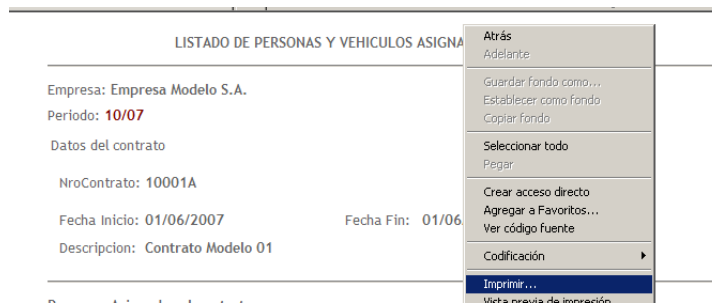 LISTADO DE PERSONAS Y VEHICULOS ASIGNA
Empresa: Empresa Modelo S.A.
Periodo: 10/07
Datos del contrato
NroContrato: 10001A
Fecha Inicio: 01/06/2007 Fecha Fin: 01/06
Descripcion: Contrato Modelo 01
Atrás
Adelante
Guardar fondo como...
Establecer como fondo
Copiar fondo
Seleccionar todo
Pegar
Crear acceso directo
Agregar a Favoritos...
Ver código fuente
Codificación
Imprimir...
Vista previa de impresión